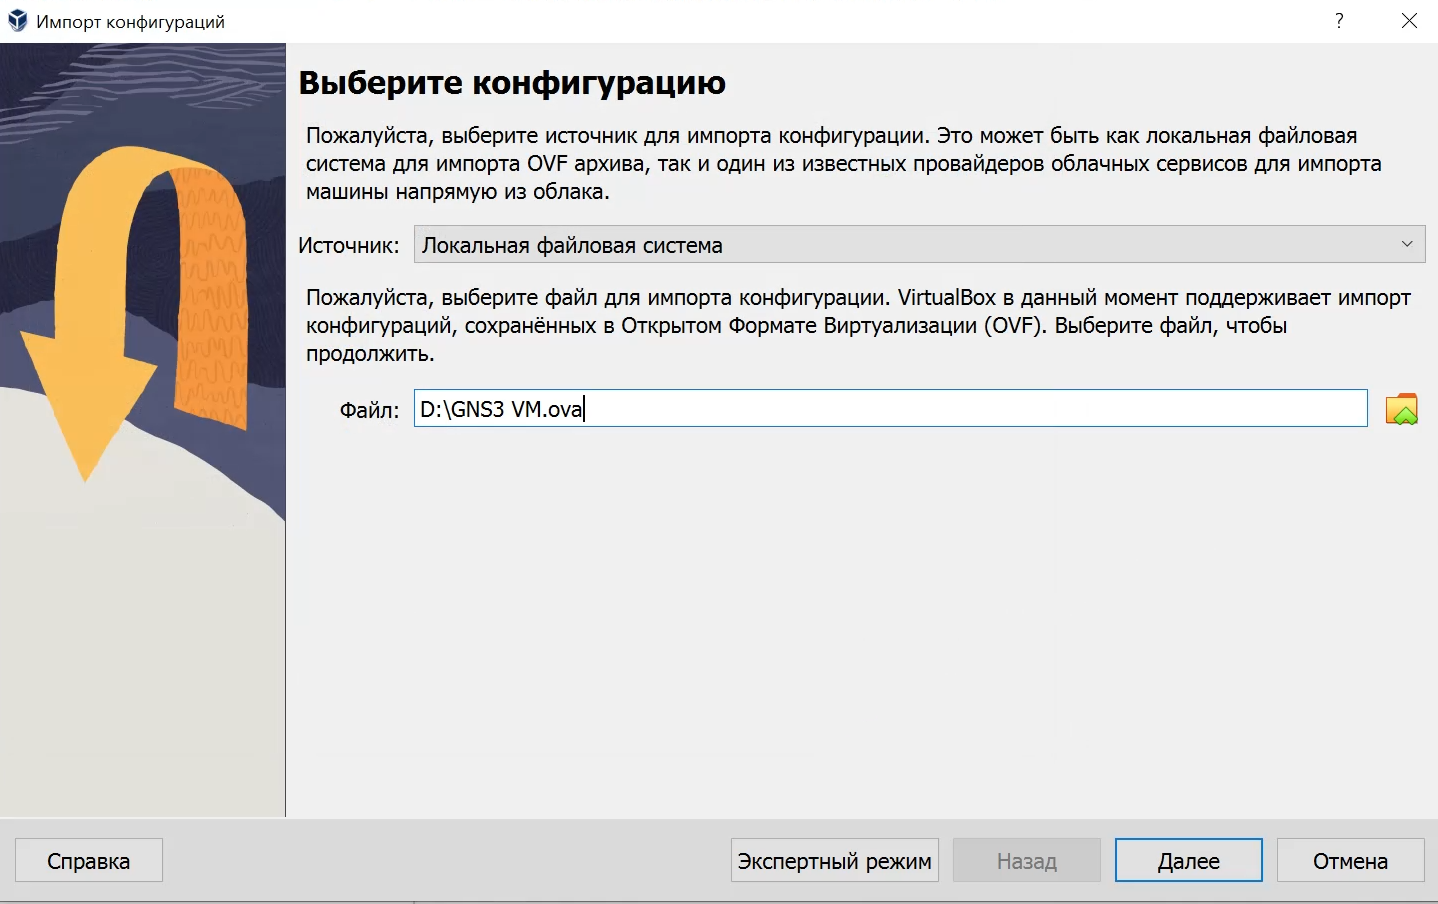 Импорт конфигураций
?
Выберите конфигурацию
Пожалуйста, выберите источник для импорта конфигурации. Это может быть как локальная файловая
система для импорта OVF архива, так и один из известных провайдеров облачных сервисов для импорта
машины напрямую из облака.
Источник: Локальная файловая система
Пожалуйста, выберите файл для импорта конфигурации. VirtualBox в данный момент поддерживает импорт
конфигураций, сохранённых в Открытом Формате Виртуализации (OVF). Выберите файл, чтобы
продолжить.
Файл: D:\GNS3 VM.ova
Справка Экспертный режим Назад Далее Отмена